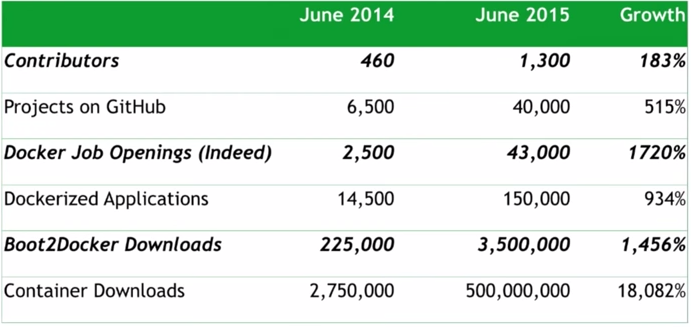 June 2014 June 2015 Growth
Contributors 460 1,300 183%
Projects on GitHub 6,500 40,000 515%
Docker Job Openings (Indeed) 2,500 43,000 1720%
Dockerized Applications 14,500 150,000 934%
Boot2Docker Downloads 225,000 3,500,000 1,456%
Container Downloads 2,750,000 500,000,000 18,082%